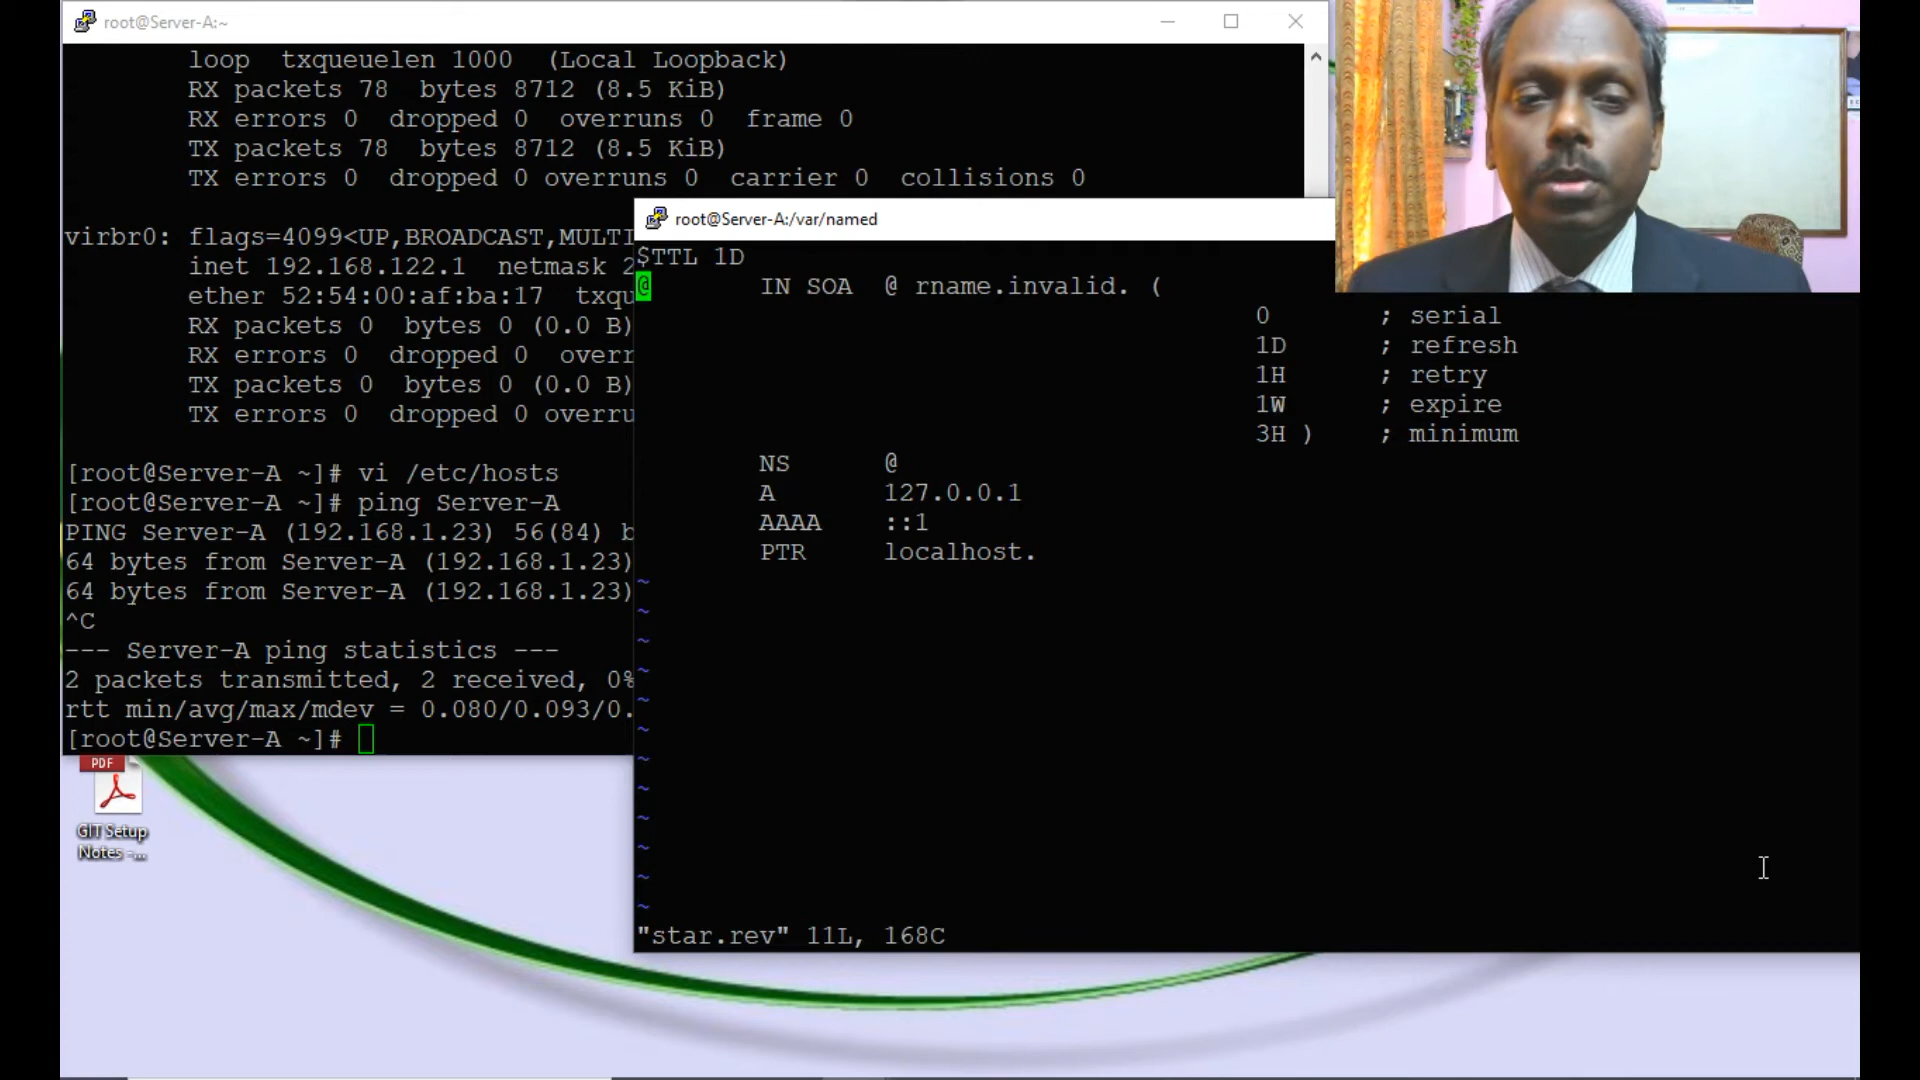 root@Server-A:~
loop txqueuelen 1000 (Local Loopback)
RX packets 78 bytes 8712 (8.5 KiB)
RX errors 0 dropped 0 overruns 0 frame 0
TX packets 78 bytes 8712 (8.5 KiB)
TX errors 0 dropped 0 overruns 0 carrier 0 collisions 0
virbr0: flags=4099<UP,BROADCAST,MULTI
inet 192.168.122.1 netmask 2
ether 52:54:00:af:ba:17 txqu
RX packets 0 bytes 0 (0.0 B)
RX errors 0 dropped 0 overr
TX packets 0 bytes 0 (0.0 B)
TX errors 0 dropped 0 overru
[root@Server-A ~]# vi /etc/hosts
[root@Server-A ~]# ping Server-A
PING Server-A (192.168.1.23) 56(84) b
64 bytes from Server-A (192.168.1.23)
64 bytes from Server-A (192.168.1.23)
^C
--- Server-A ping statistics ---
2 packets transmitted, 2 received, 0%
rtt min/avg/max/mdev = 0.080/0.093/0.
[root@Server-A ~]#
root@Server-A:/var/named
$TTL 1D
@ IN SOA @ rname.invalid. (
0 ; serial
1D ; refresh
1H ; retry
1W ; expire
3H ) ; minimum
NS @
A 127.0.0.1
AAAA ::1
PTR localhost.
~
~
~
~
~
~
~
~
~
~
~
~
"star.rev" 11L, 168C
PDF
GIT Setup
Notes -...